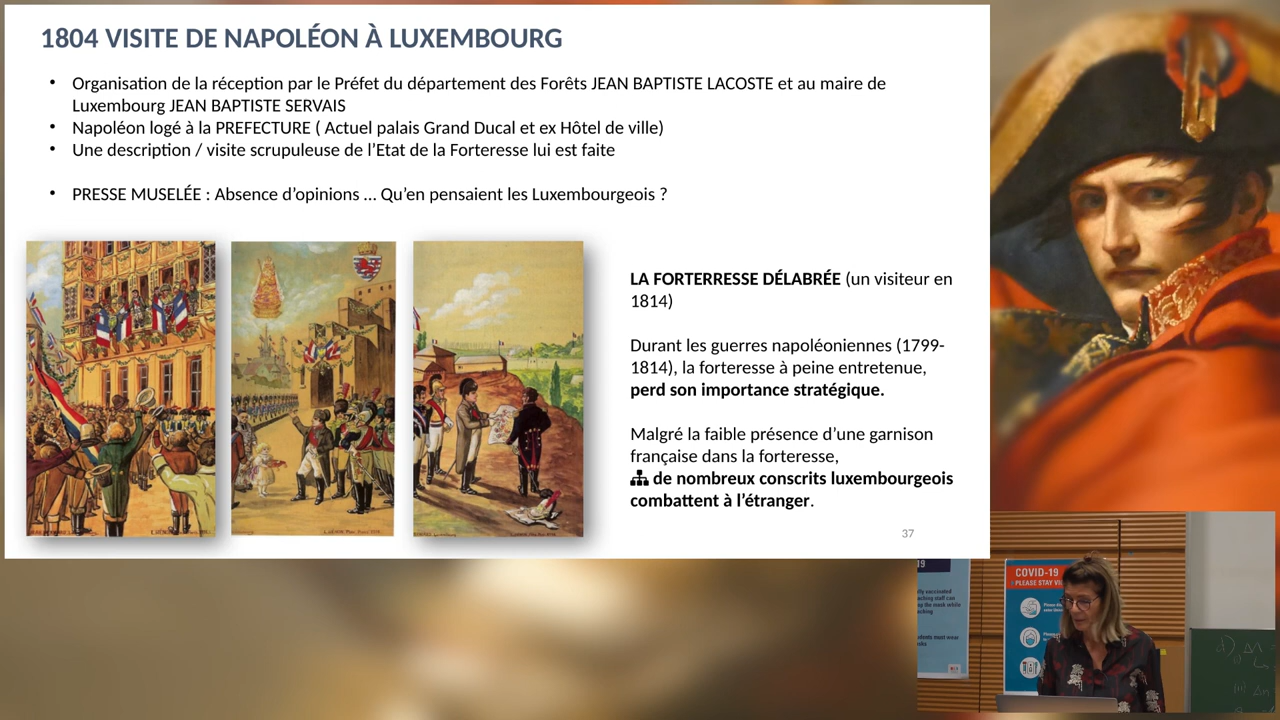 1804 VISITE DE NAPOLÉON À LUXEMBOURG
• Organisation de la réception par le Préfet du département des Forêts JEAN BAPTISTE LACOSTE et au maire de
Luxembourg JEAN BAPTISTE SERVAIS
• Napoléon logé à la PREFECTURE ( Actuel palais Grand Ducal et ex Hôtel de ville)
• Une description / visite scrupuleuse de l’Etat de la Forteresse lui est faite
• PRESSE MUSELÉE : Absence d’opinions … Qu’en pensaient les Luxembourgeois ?
LA FORTERRESSE DÉLABRÉE (un visiteur en
1814)
Durant les guerres napoléoniennes (1799-
1814), la forteresse à peine entretenue,
perd son importance stratégique.
Malgré la faible présence d’une garnison
française dans la forteresse,
de nombreux conscrits luxembourgeois
combattent à l’étranger.
37
19
COVID-19
PLEASE STAY